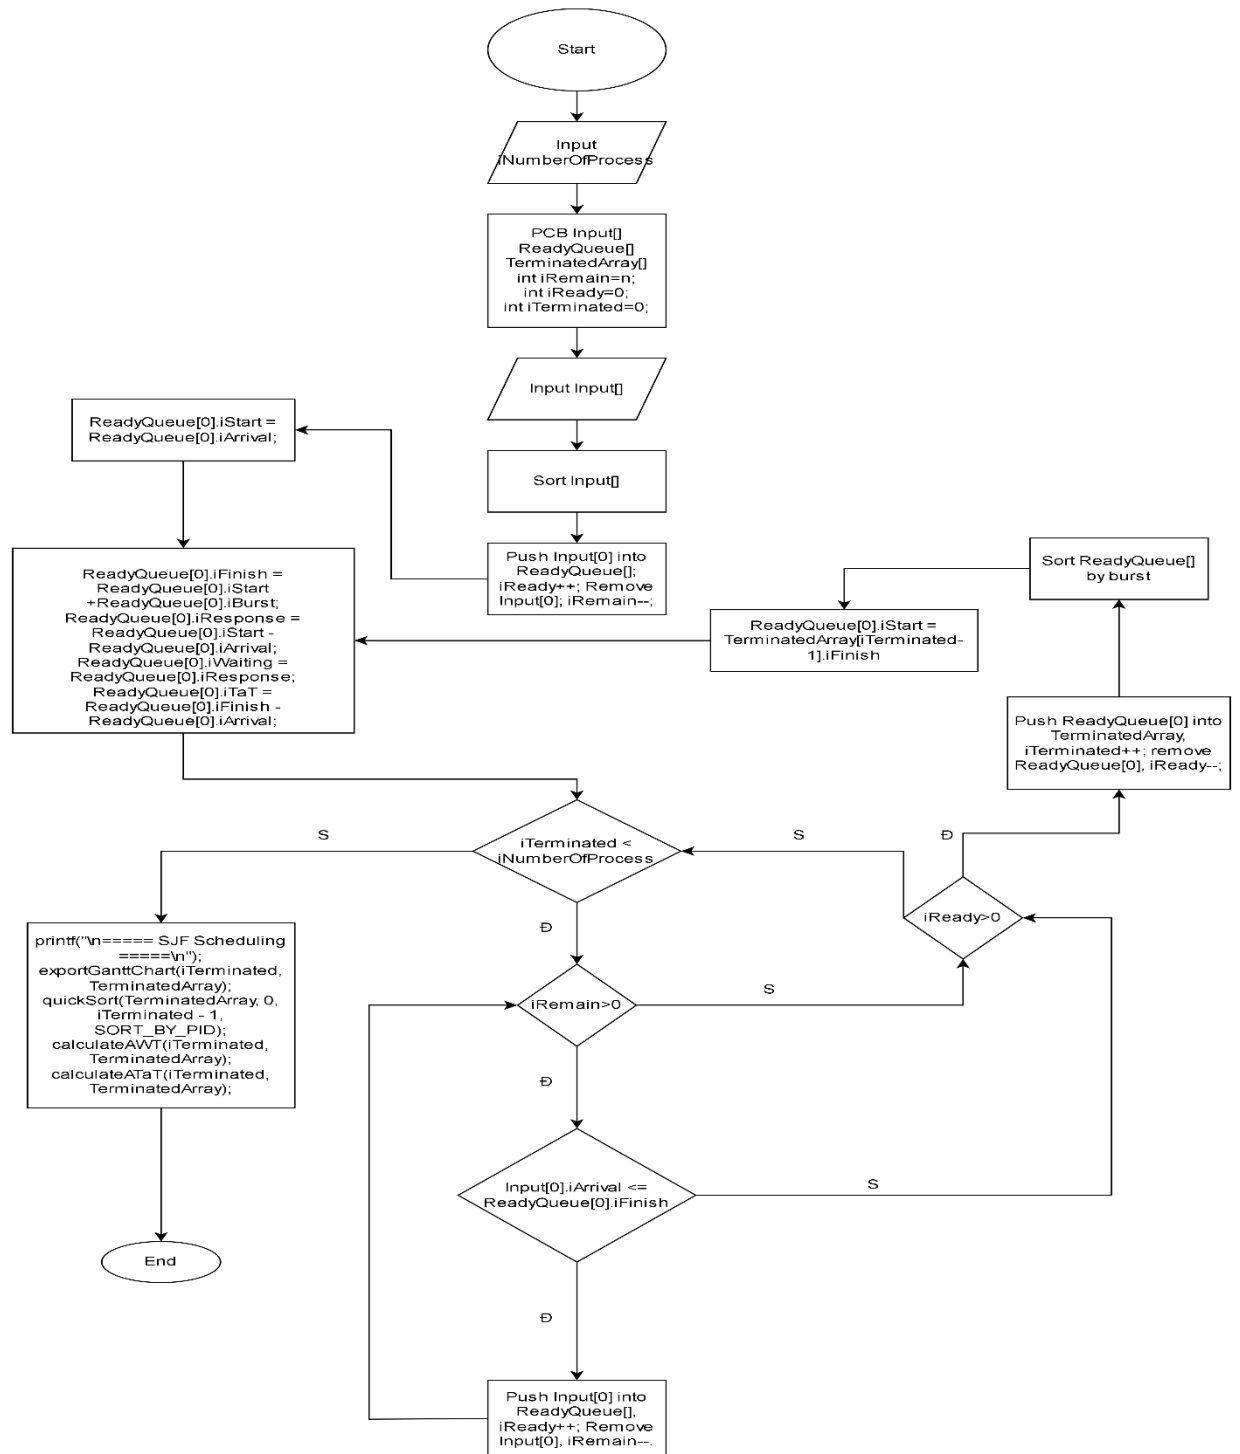 Start
Input
iNumberOfProcess
PCB Input[]
ReadyQueue[]
TerminatedArray[]
int iRemain=n;
int iReady=0;
int iTerminated=0;
Input Input[]
Sort Input[]
Push Input[0] into
ReadyQueue[];
iReady++; Remove
Input[0]; iRemain--;
ReadyQueue[0].iStart =
ReadyQueue[0].iArrival;
ReadyQueue[0].iFinish =
ReadyQueue[0].iStart
+ReadyQueue[0].iBurst;
ReadyQueue[0].iResponse =
ReadyQueue[0].iStart -
ReadyQueue[0].iArrival;
ReadyQueue[0].iWaiting =
ReadyQueue[0].iResponse;
ReadyQueue[0].iTaT =
ReadyQueue[0].iFinish -
ReadyQueue[0].iArrival;
Sort ReadyQueue[]
by burst
ReadyQueue[0].iStart =
TerminatedArray[iTerminated-
1].iFinish
Push ReadyQueue[0] into
TerminatedArray,
iTerminated++; remove
ReadyQueue[0], iReady--;
iTerminated <
iNumberOfProcess
S
S
Đ
iReady>0
Đ
printf("\n===== SJF Scheduling
=====\n");
exportGanttChart(iTerminated,
TerminatedArray);
quickSort(TerminatedArray, 0,
iTerminated - 1,
SORT_BY_PID);
calculateAWT(iTerminated,
TerminatedArray);
calculateATaT(iTerminated,
TerminatedArray);
iRemain>0
S
Đ
Input[0].iArrival <=
ReadyQueue[0].iFinish
S
Đ
End
Push Input[0] into
ReadyQueue[],
iReady++; Remove
Input[0], iRemain--.